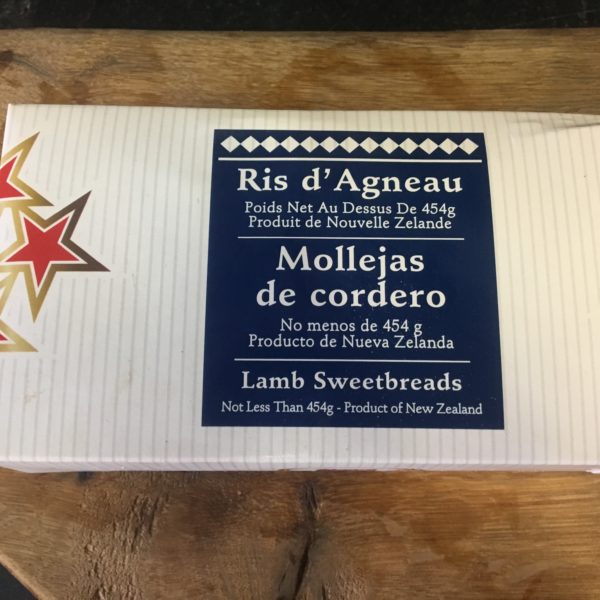 Ris d'Agneau
Poids Net Au Dessus De 454g
Produit de Nouvelle Zelande
Mollejas
de cordero
No menos de 454 g
Producto de Nueva Zelanda
Lamb Sweetbreads
Not Less Than 454g - Product of New Zealand